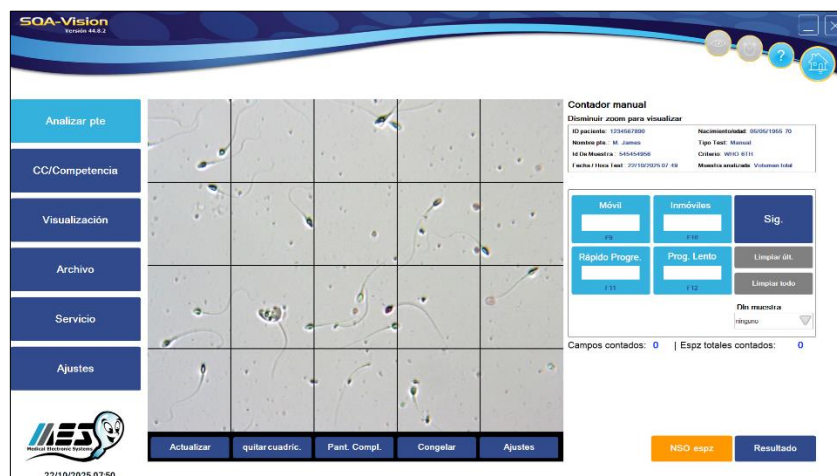 SQA-Vision
Versión 44.0.2
?
Analizar pte
CC/Competencia
Visualización
Archivo
Servicio
Ajustes
MES
Medical Electronic Systems
22/10/2025 07:50
Actualizar
quitar cuadríc.
Pant. Compl.
Congelar
Ajustes
Contador manual
Disminuir zoom para visualizar
ID paciente: 1234567890
Nacimiento/edad: 05/05/1955 70
Nombre pte.: M. James
Tipo Test: Manual
Id De Muestra : 545454956
Criterio: WHO 6TH
Fecha / Hora Test: 22/10/2025 07:49
Muestra analizada: Volumen total
Móvil
F9
Inmóviles
F10
Sig.
Rápido Progre.
F11
Prog. Lento
F12
Limpiar últ.
Limpiar todo
Dln muestra
ninguno
Campos contados: 0 | Espz totales contados: 0
NSO espz
Resultado